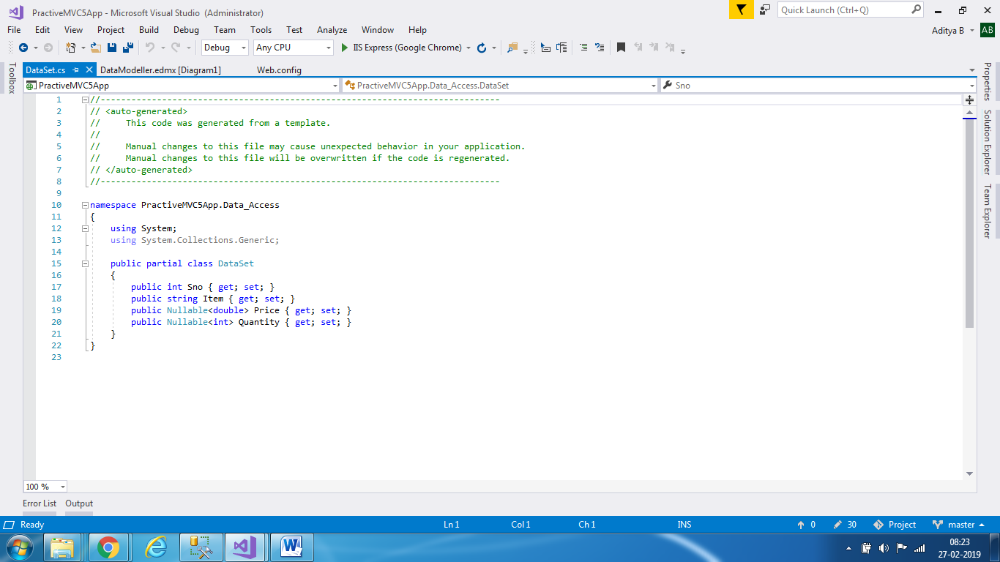 PractiveMVC5App - Microsoft Visual Studio (Administrator)
Quick Launch (Ctrl+Q)
File Edit View Project Build Debug Team Tools Test Analyze Window Help
Aditya B AB
Debug Any CPU IIS Express (Google Chrome)
Toolbox
DataSet.cs DataModeller.edmx [Diagram1] Web.config
PractiveMVC5App PractiveMVC5App.Data_Access.DataSet Sno
1 //------------------------------------------------------------------------------
2 // <auto-generated>
3 //     This code was generated from a template.
4 //
5 //     Manual changes to this file may cause unexpected behavior in your application.
6 //     Manual changes to this file will be overwritten if the code is regenerated.
7 // </auto-generated>
8 //------------------------------------------------------------------------------
9
10 namespace PractiveMVC5App.Data_Access
11 {
12     using System;
13     using System.Collections.Generic;
14
15     public partial class DataSet
16     {
17         public int Sno { get; set; }
18         public string Item { get; set; }
19         public Nullable<double> Price { get; set; }
20         public Nullable<int> Quantity { get; set; }
21     }
22 }
23
Properties
Solution Explorer
Team Explorer
100 %
Error List Output
Ready Ln 1 Col 1 Ch 1 INS 0 30 Project master
08:23
27-02-2019